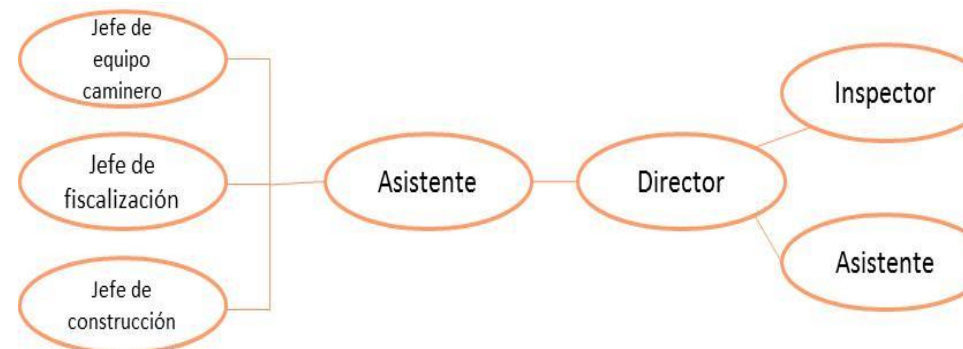 Jefe de
equipo
caminero
Jefe de
fiscalización
Jefe de
construcción
Asistente
Director
Inspector
Asistente